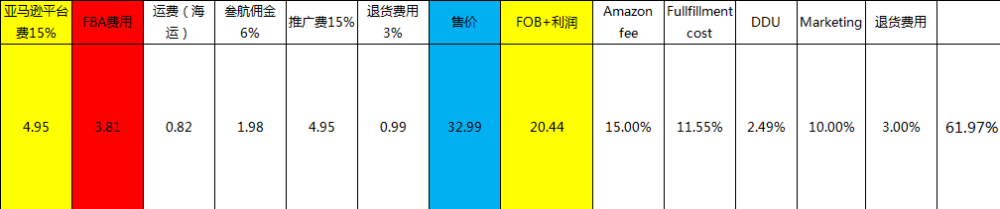 亚马逊平台费15%
FBA费用
运费（海运）
叁航佣金6%
推广费15%
退货费用3%
售价
FOB+利润
Amazon fee
Fullfillment cost
DDU
Marketing
退货费用
4.95
3.81
0.82
1.98
4.95
0.99
32.99
20.44
15.00%
11.55%
2.49%
10.00%
3.00%
61.97%